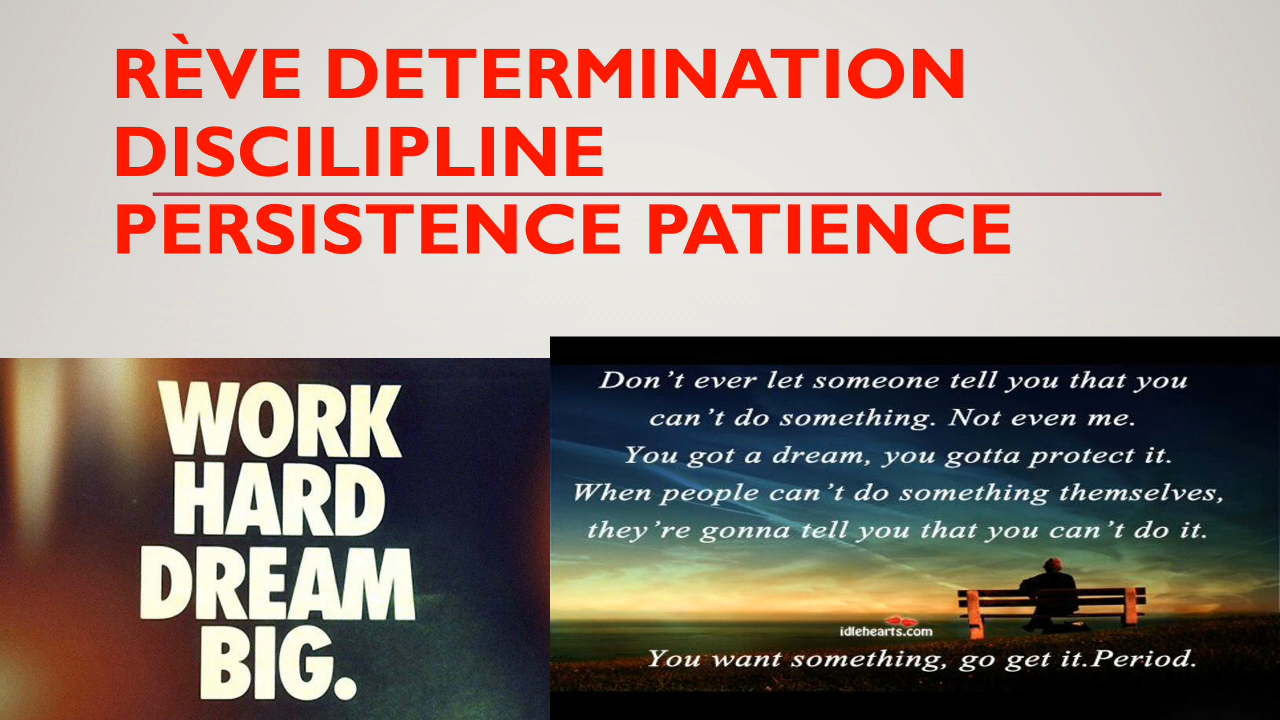 RÈVE DETERMINATION
DISCILIPLINE
PERSISTENCE PATIENCE
WORK
HARD
DREAM
BIG.
Don't ever let someone tell you that you
can't do something. Not even me.
You got a dream, you gotta protect it.
When people can't do something themselves,
they're gonna tell you that you can't do it.
idlehearts.com
You want something, go get it.Period.